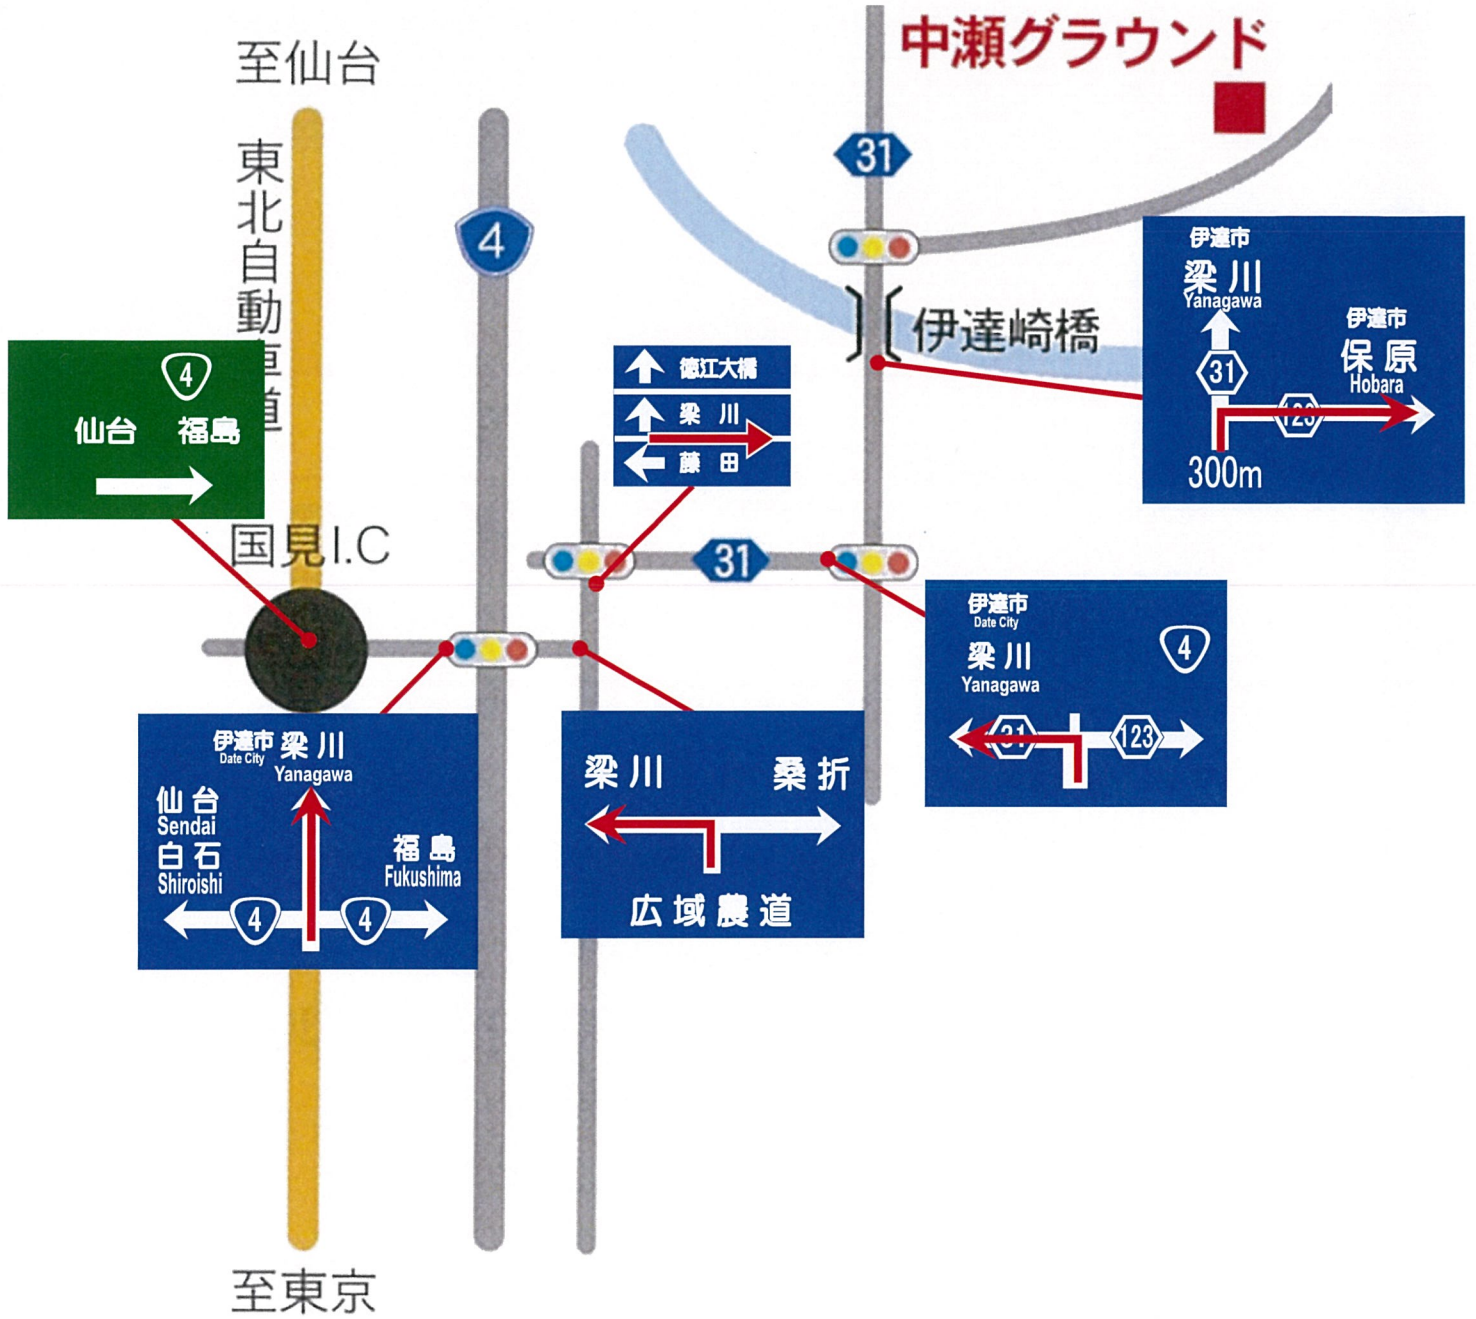 至仙台
東北自動車道
4
中瀬グラウンド
31
伊達崎橋
伊達市
梁川
Yanagawa
31
伊達市
保原
Hobara
123
300m
4
仙台 福島
徳江大橋
梁川
藤田
国見I.C
31
伊達市
Date City
梁川
Yanagawa
4
31
123
伊達市 梁川
Date City Yanagawa
仙台
Sendai
白石
Shiroishi
福島
Fukushima
4
4
梁川 桑折
広域農道
至東京